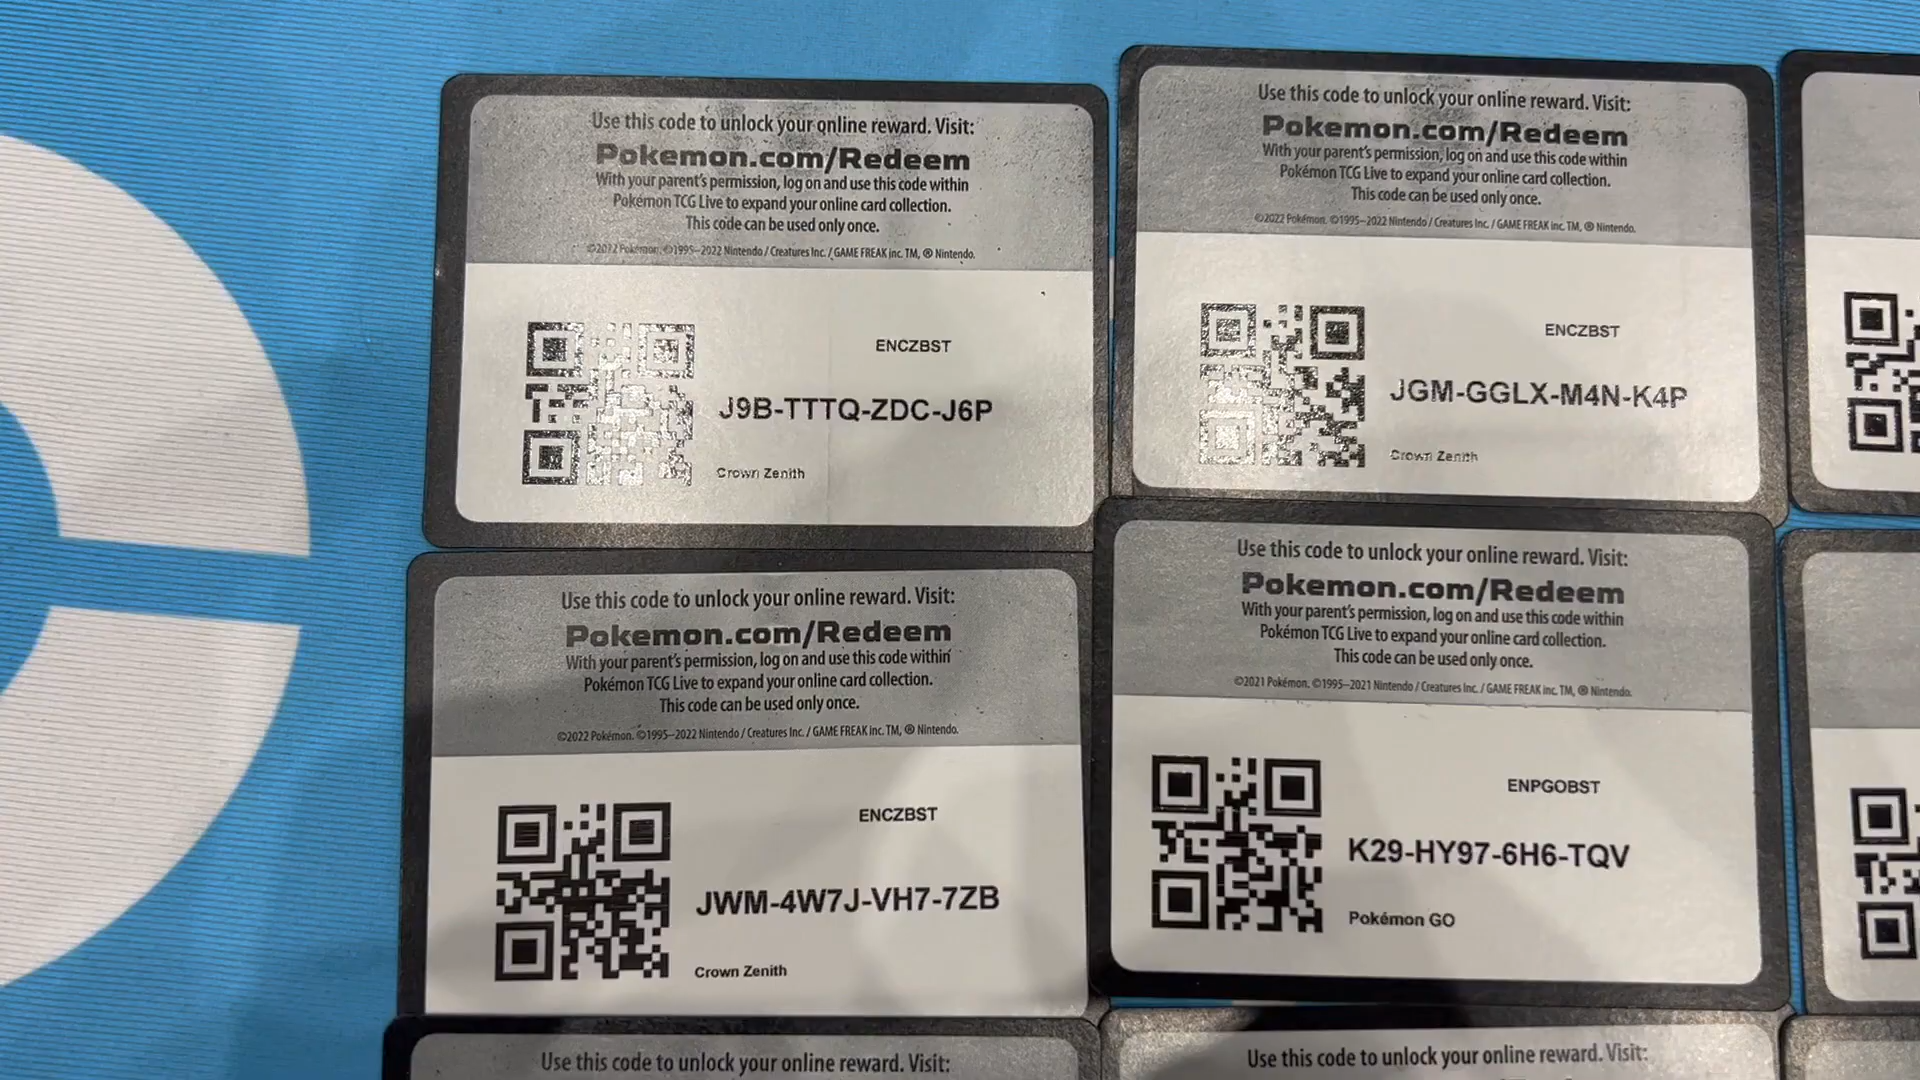 Use this code to unlock your online reward. Visit:
Pokemon.com/Redeem
With your parent's permission, log on and use this code within
Pokémon TCG Live to expand your online card collection.
This code can be used only once.
©2022 Pokémon. ©1995–2022 Nintendo / Creatures Inc. / GAME FREAK inc. TM, ® Nintendo.
ENCZBST
J9B-TTTQ-ZDC-J6P
Crown Zenith
Use this code to unlock your online reward. Visit:
Pokemon.com/Redeem
With your parent's permission, log on and use this code within
Pokémon TCG Live to expand your online card collection.
This code can be used only once.
©2022 Pokémon. ©1995–2022 Nintendo / Creatures Inc. / GAME FREAK inc. TM, ® Nintendo.
ENCZBST
JGM-GGLX-M4N-K4P
Crown Zenith
Use this code to unlock your online reward. Visit:
Pokemon.com/Redeem
With your parent's permission, log on and use this code within
Pokémon TCG Live to expand your online card collection.
This code can be used only once.
©2022 Pokémon. ©1995–2022 Nintendo / Creatures Inc. / GAME FREAK inc. TM, ® Nintendo.
ENCZBST
JWM-4W7J-VH7-7ZB
Crown Zenith
Use this code to unlock your online reward. Visit:
Pokemon.com/Redeem
With your parent's permission, log on and use this code within
Pokémon TCG Live to expand your online card collection.
This code can be used only once.
©2021 Pokémon. ©1995–2021 Nintendo / Creatures Inc. / GAME FREAK inc. TM, ® Nintendo.
ENPGOBST
K29-HY97-6H6-TQV
Pokémon GO
Use this code to unlock your online reward. Visit:
Use this code to unlock your online reward. Visit: